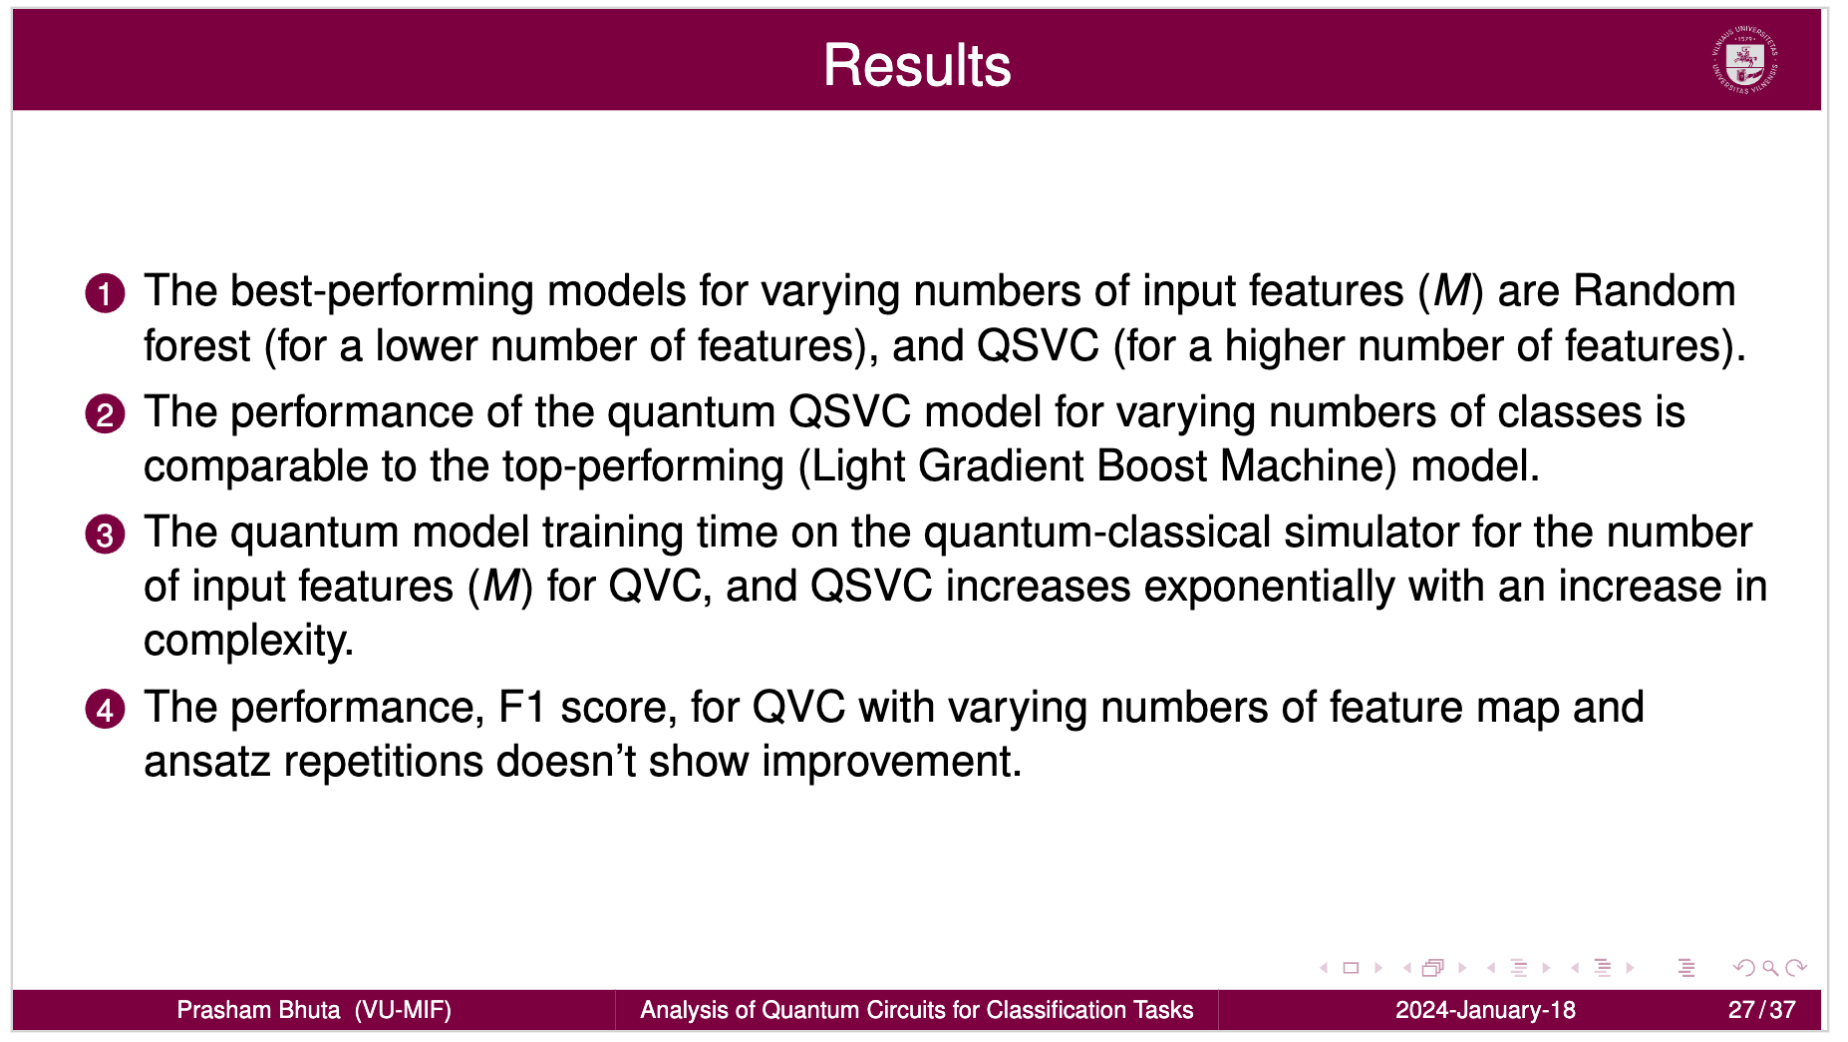 Results
VILNIUS UNIVERSITETAS
1579
UNIVERSITAS VILNENSIS
1 The best-performing models for varying numbers of input features (M) are Random
forest (for a lower number of features), and QSVC (for a higher number of features).
2 The performance of the quantum QSVC model for varying numbers of classes is
comparable to the top-performing (Light Gradient Boost Machine) model.
3 The quantum model training time on the quantum-classical simulator for the number
of input features (M) for QVC, and QSVC increases exponentially with an increase in
complexity.
4 The performance, F1 score, for QVC with varying numbers of feature map and
ansatz repetitions doesn't show improvement.
Prasham Bhuta (VU-MIF)
Analysis of Quantum Circuits for Classification Tasks
2024-January-18
27/37